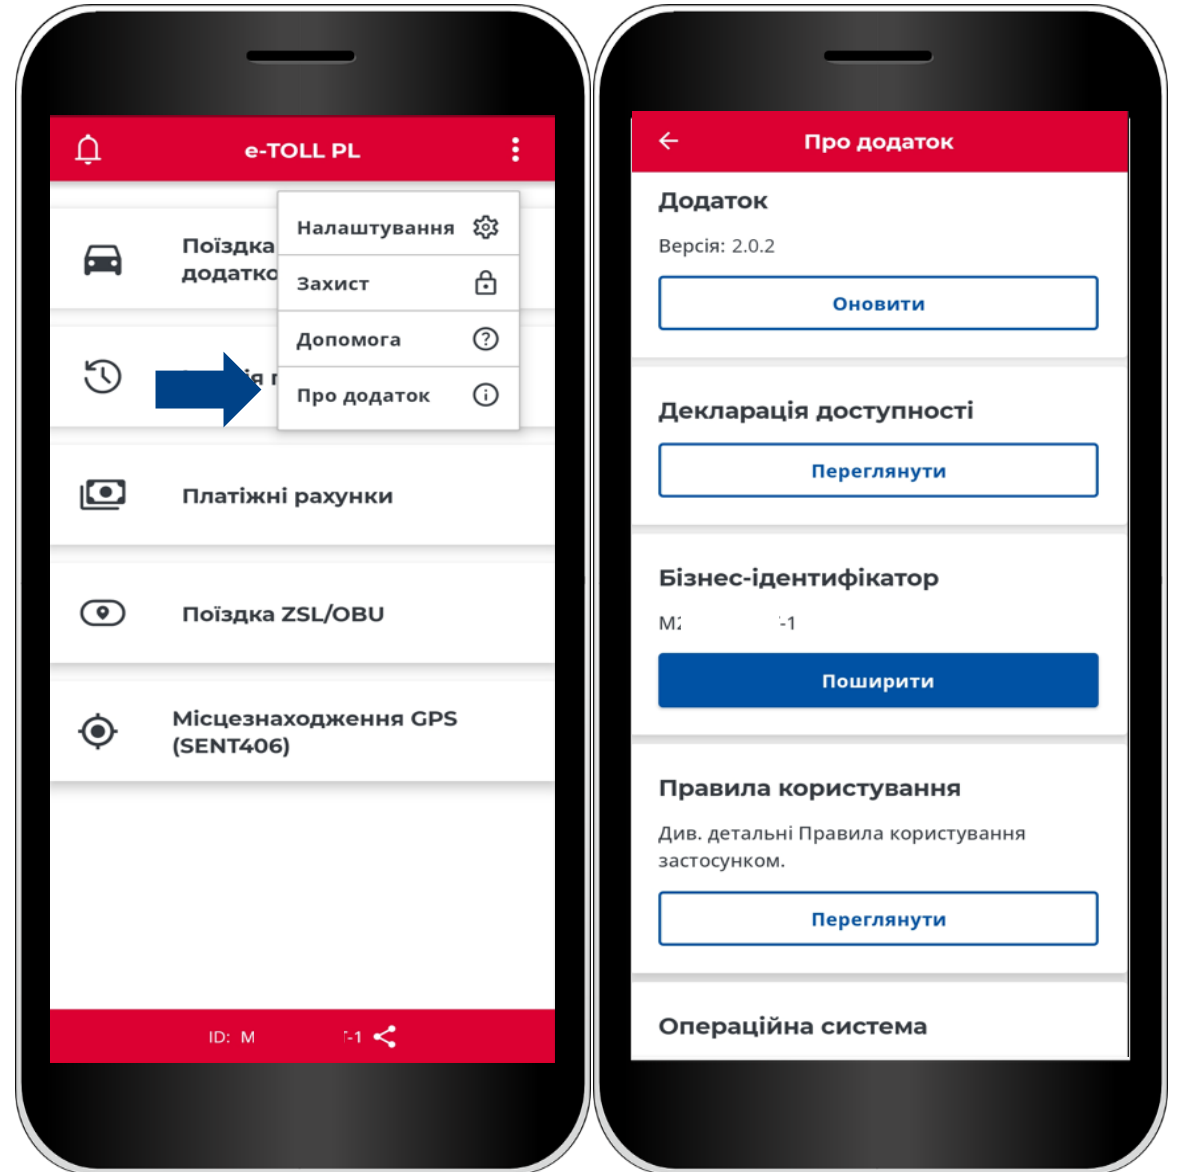 e-TOLL PL
Налаштування
Поїздка
додатко
Захист
Допомога
Про додаток
Платіжні рахунки
Поїздка ZSL/OBU
Місцезнаходження GPS
(SENT406)
ID: M -1
Про додаток
Додаток
Версія: 2.0.2
Оновити
Декларація доступності
Переглянути
Бізнес-ідентифікатор
M2 -1
Поширити
Правила користування
Див. детальні Правила користування
застосунком.
Переглянути
Операційна система